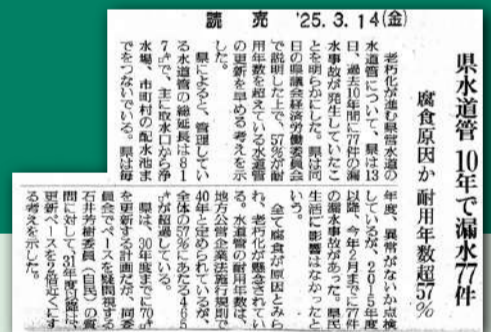 読売 '25.3.14(金)
県水道管 10年で漏水77件
腐食原因か 耐用年数超57%
老朽化が進む県営水道の
水道管について、県は13
日、過去10年間に77件の漏
水事故が発生していたこ
とを明らかにした。県は同
日の県議会経済労働委員会
で説明した上で、57%が耐
用年数を超えている水道管
の更新を早める考えを示
した。
県によると、管理してい
る水道管の総延長は81
7㌔で、主に取水口から浄
水場、市町村の配水池ま
でをつないでいる。県は毎
年度、異常がないか点検
しているが、2015年度
以降、今年2月までに77件
の漏水事故があった。県民
生活に影響はなかったと
いう。
全て腐食が原因とみら
れ、老朽化が懸念されてい
る。水道管の耐用年数は、
地方公営企業法施行規則で
40年と定められているが、
全体の57%にあたる465
㌔が超過している。
県は、30年度までに70㌔
を更新する計画だが、同委
員会でペースを疑問視する
石井芳樹委員(自民)の質
問に対して31年度以降は、
更新ペースを2倍近くにす
る考えを示した。